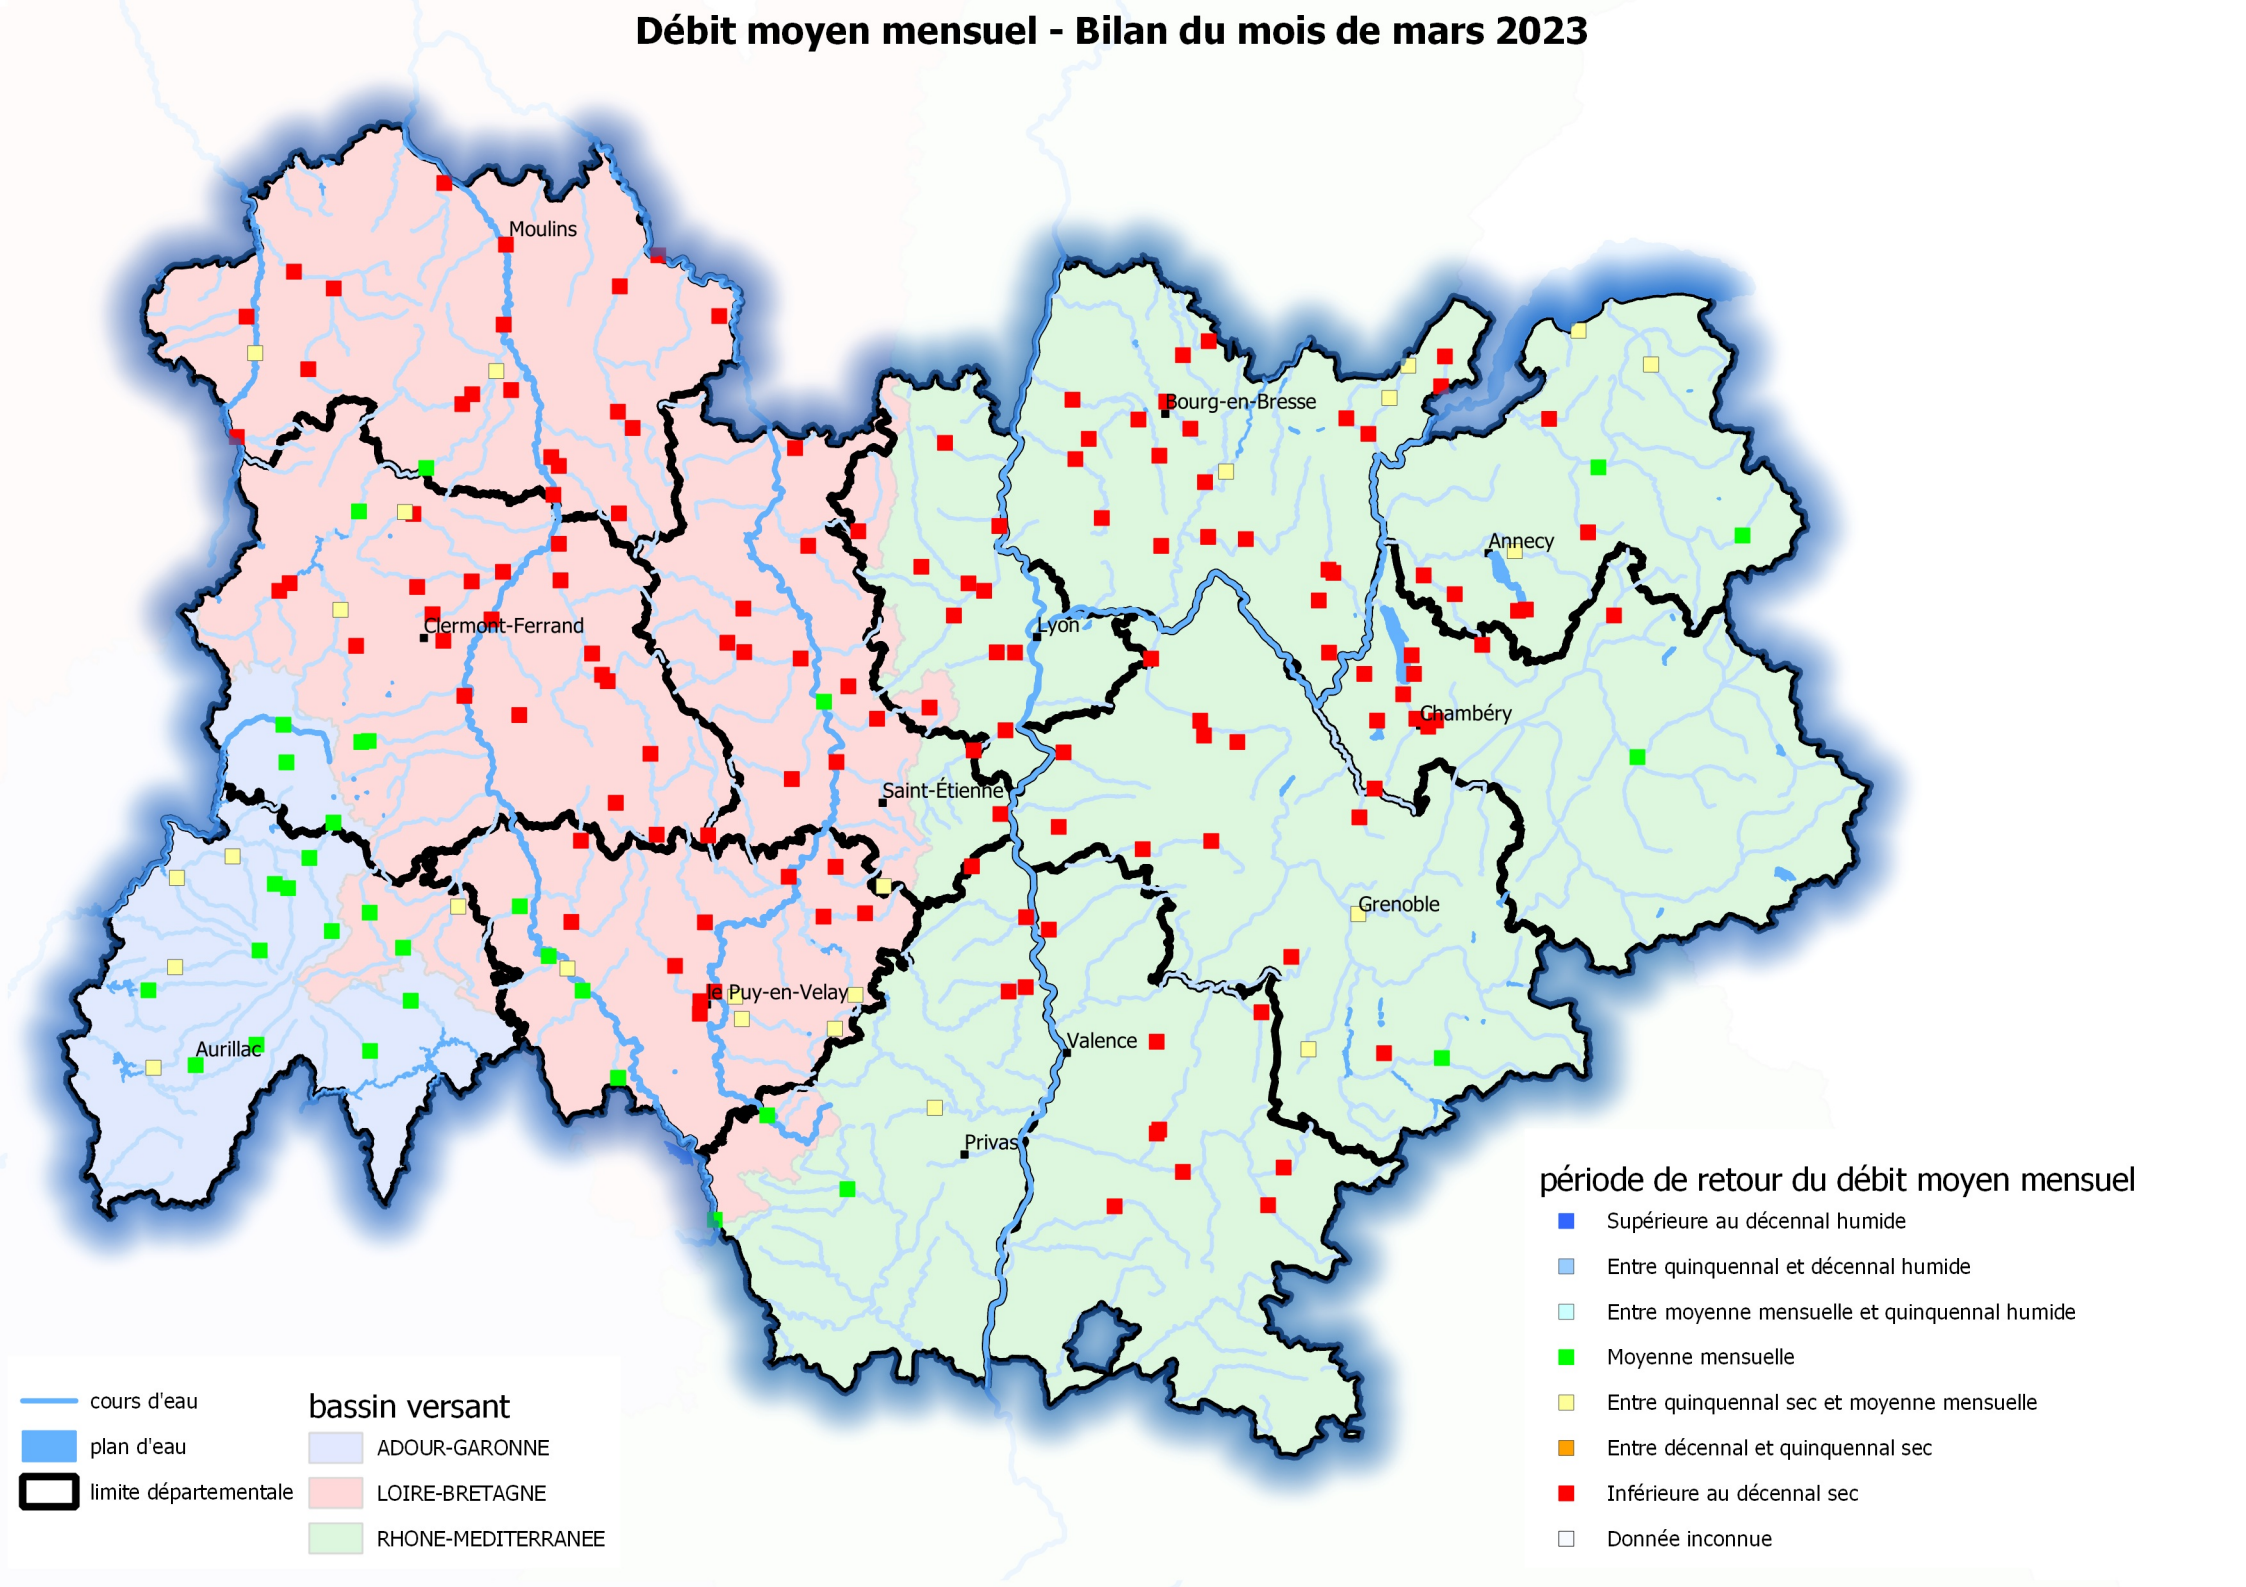 Débit moyen mensuel - Bilan du mois de mars 2023
Moulins
Bourg-en-Bresse
Annecy
Clermont-Ferrand
Lyon
Chambéry
Saint-Étienne
Grenoble
le Puy-en-Velay
Aurillac
Valence
Privas
cours d'eau
plan d'eau
limite départementale
bassin versant
ADOUR-GARONNE
LOIRE-BRETAGNE
RHONE-MEDITERRANEE
période de retour du débit moyen mensuel
Supérieure au décennal humide
Entre quinquennal et décennal humide
Entre moyenne mensuelle et quinquennal humide
Moyenne mensuelle
Entre quinquennal sec et moyenne mensuelle
Entre décennal et quinquennal sec
Inférieure au décennal sec
Donnée inconnue